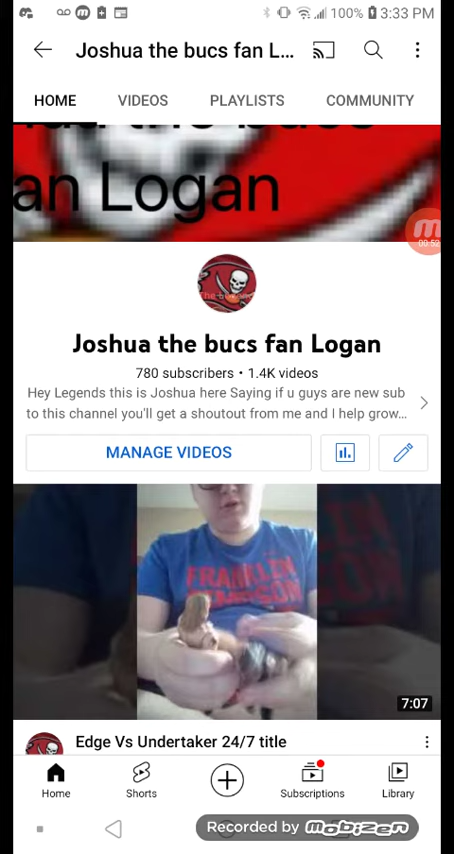 100% 3:33 PM
Joshua the bucs fan L...
HOME VIDEOS PLAYLISTS COMMUNITY
an Logan
00:52
Joshua the bucs fan Logan
780 subscribers • 1.4K videos
Hey Legends this is Joshua here Saying if u guys are new sub
to this channel you'll get a shoutout from me and I help grow...
MANAGE VIDEOS
FRANKLIN
7:07
Edge Vs Undertaker 24/7 title
Home Shorts Subscriptions Library
Recorded by mobizen